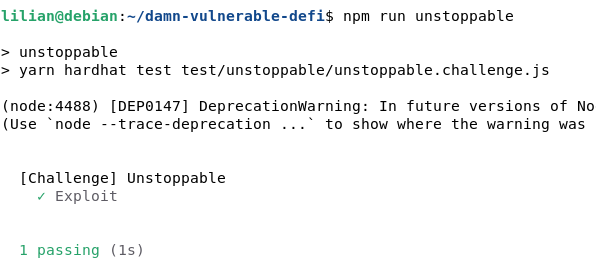 lilian@debian:~/damn-vulnerable-defi$ npm run unstoppable
> unstoppable
> yarn hardhat test test/unstoppable/unstoppable.challenge.js
(node:4488) [DEP0147] DeprecationWarning: In future versions of No
(Use `node --trace-deprecation ...` to show where the warning was
[Challenge] Unstoppable
✓ Exploit
1 passing (1s)